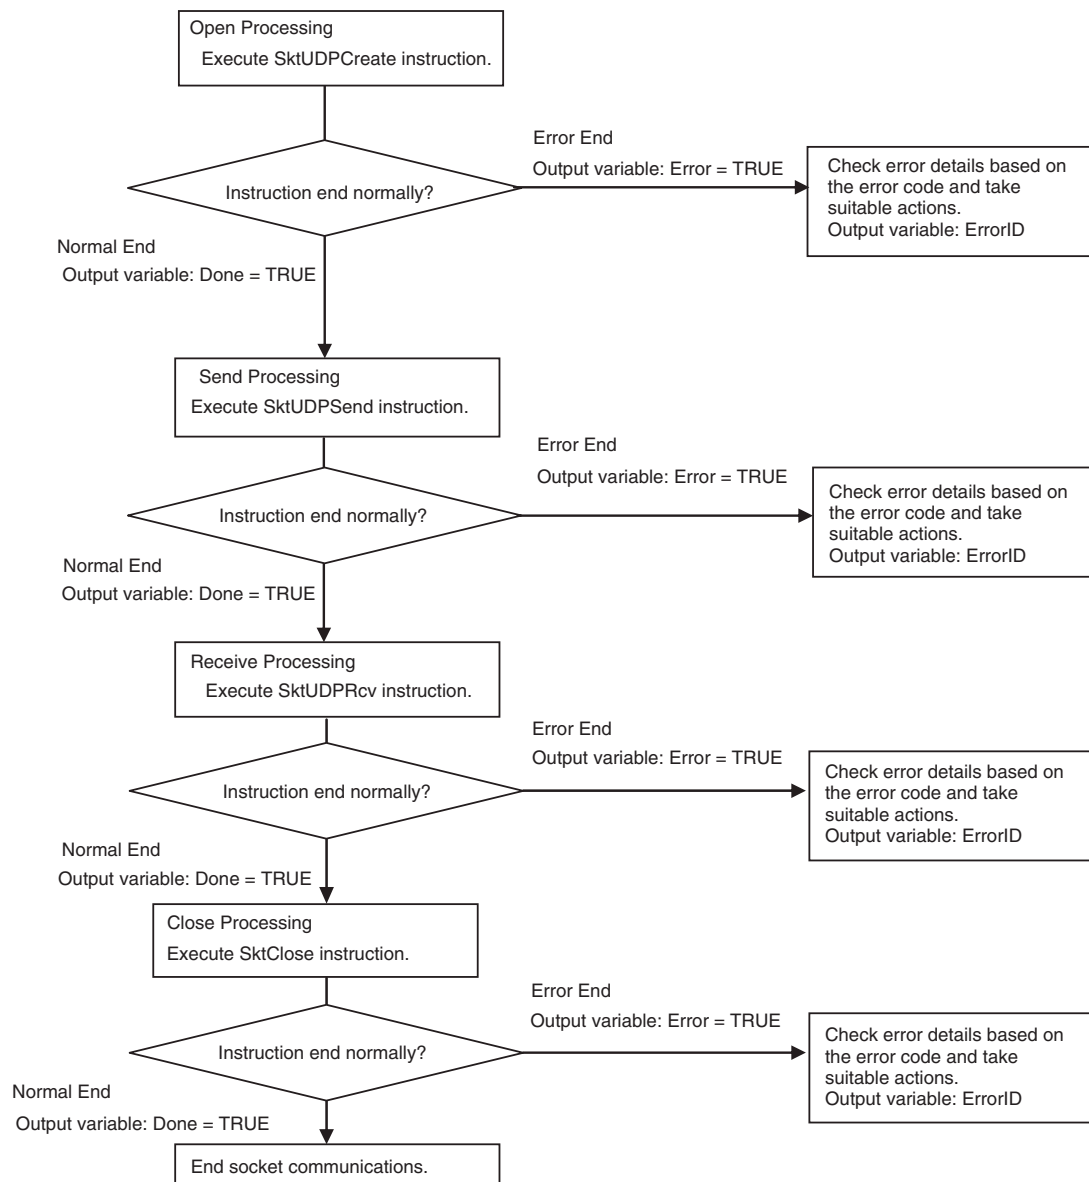 Open Processing
Execute SktUDPCreate instruction.
Error End
Output variable: Error = TRUE
Check error details based on
the error code and take
suitable actions.
Output variable: ErrorID
Instruction end normally?
Normal End
Output variable: Done = TRUE
Send Processing
Execute SktUDPSend instruction.
Error End
Output variable: Error = TRUE
Check error details based on
the error code and take
suitable actions.
Output variable: ErrorID
Instruction end normally?
Normal End
Output variable: Done = TRUE
Receive Processing
Execute SktUDPRcv instruction.
Error End
Output variable: Error = TRUE
Check error details based on
the error code and take
suitable actions.
Output variable: ErrorID
Instruction end normally?
Normal End
Output variable: Done = TRUE
Close Processing
Execute SktClose instruction.
Error End
Output variable: Error = TRUE
Check error details based on
the error code and take
suitable actions.
Output variable: ErrorID
Instruction end normally?
Normal End
Output variable: Done = TRUE
End socket communications.